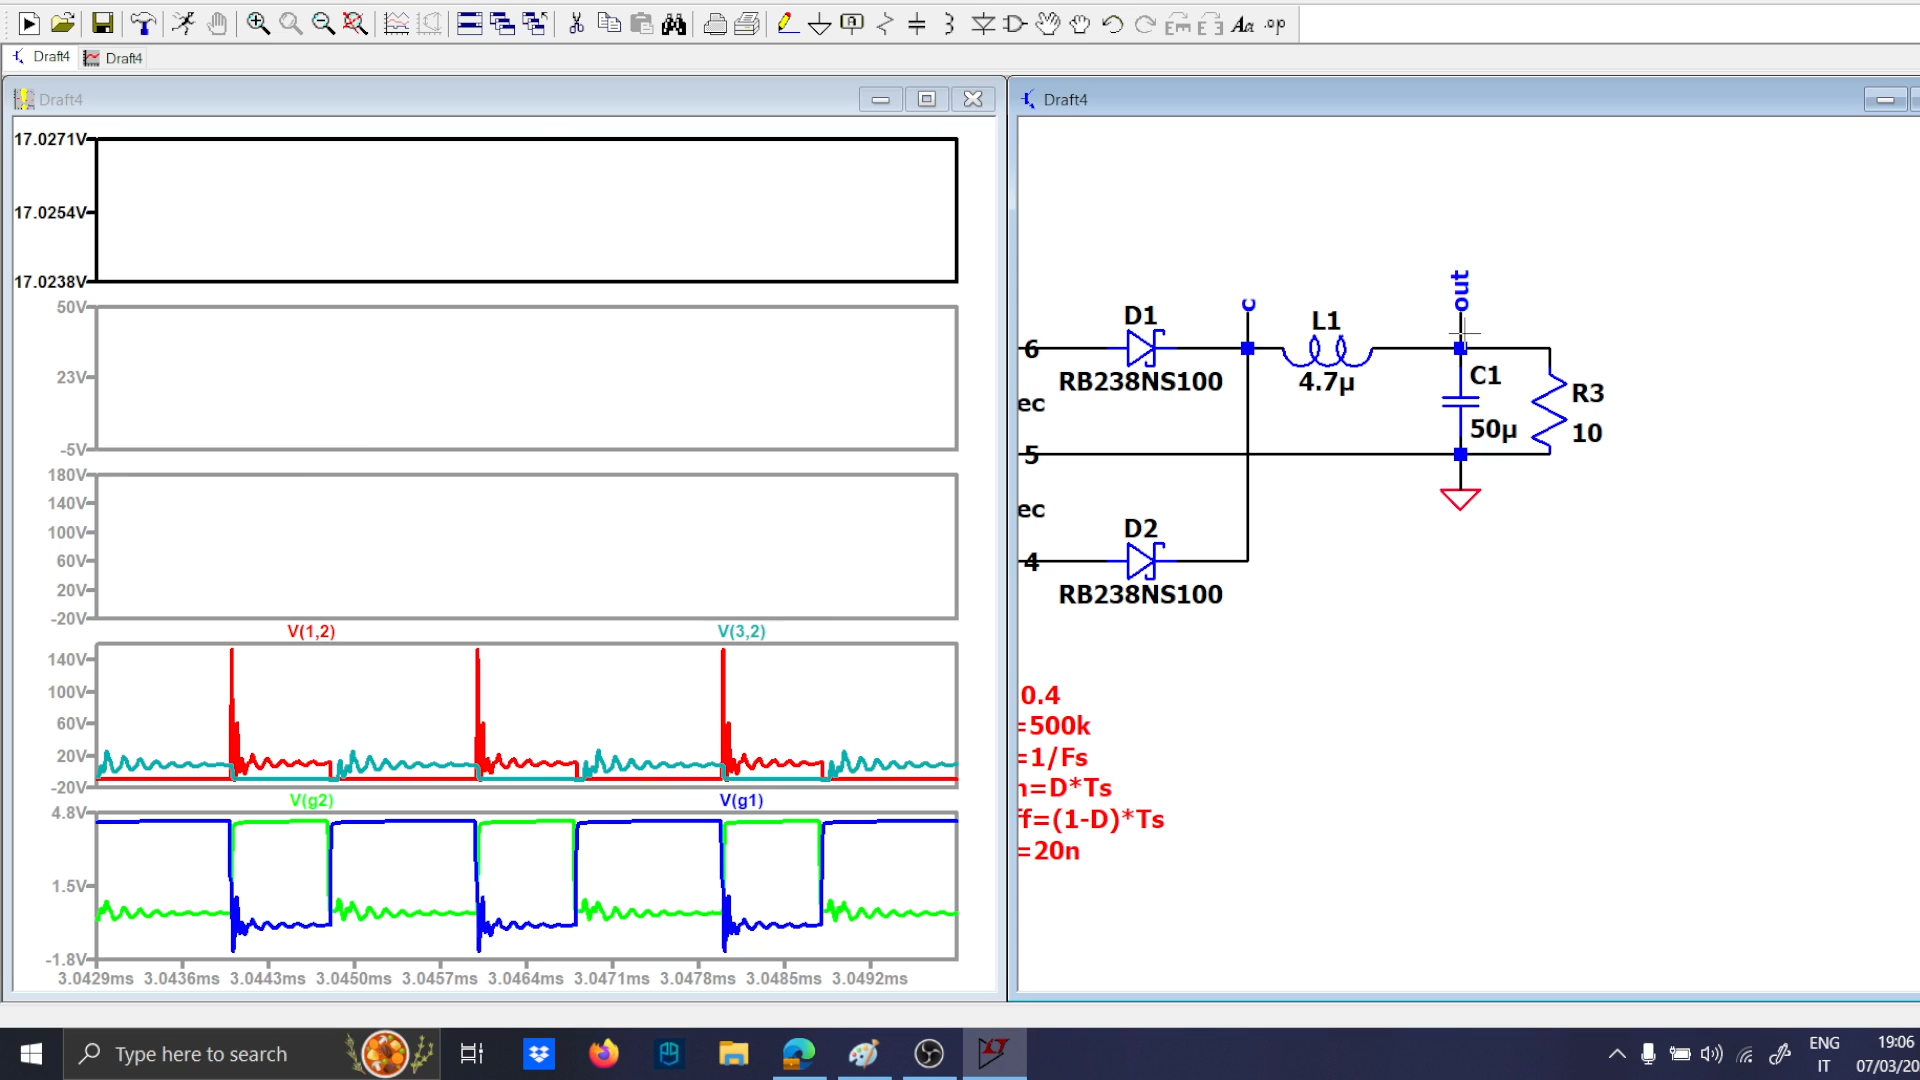 Draft4
Draft4
Draft4
17.0271V
17.0254V
17.0238V
50V
23V
-5V
180V
140V
100V
60V
20V
-20V
V(1,2) V(3,2)
140V
100V
60V
20V
-20V
V(g2) V(g1)
4.8V
1.5V
-1.8V
3.0429ms 3.0436ms 3.0443ms 3.0450ms 3.0457ms 3.0464ms 3.0471ms 3.0478ms 3.0485ms 3.0492ms
Draft4
c
out
D1
L1
6
RB238NS100
4.7µ
C1
R3
ec
50µ
10
5
ec
D2
4
RB238NS100
0.4
=500k
=1/Fs
=D*Ts
=(1-D)*Ts
=20n
Type here to search
ENG
IT
19:06
07/03/20